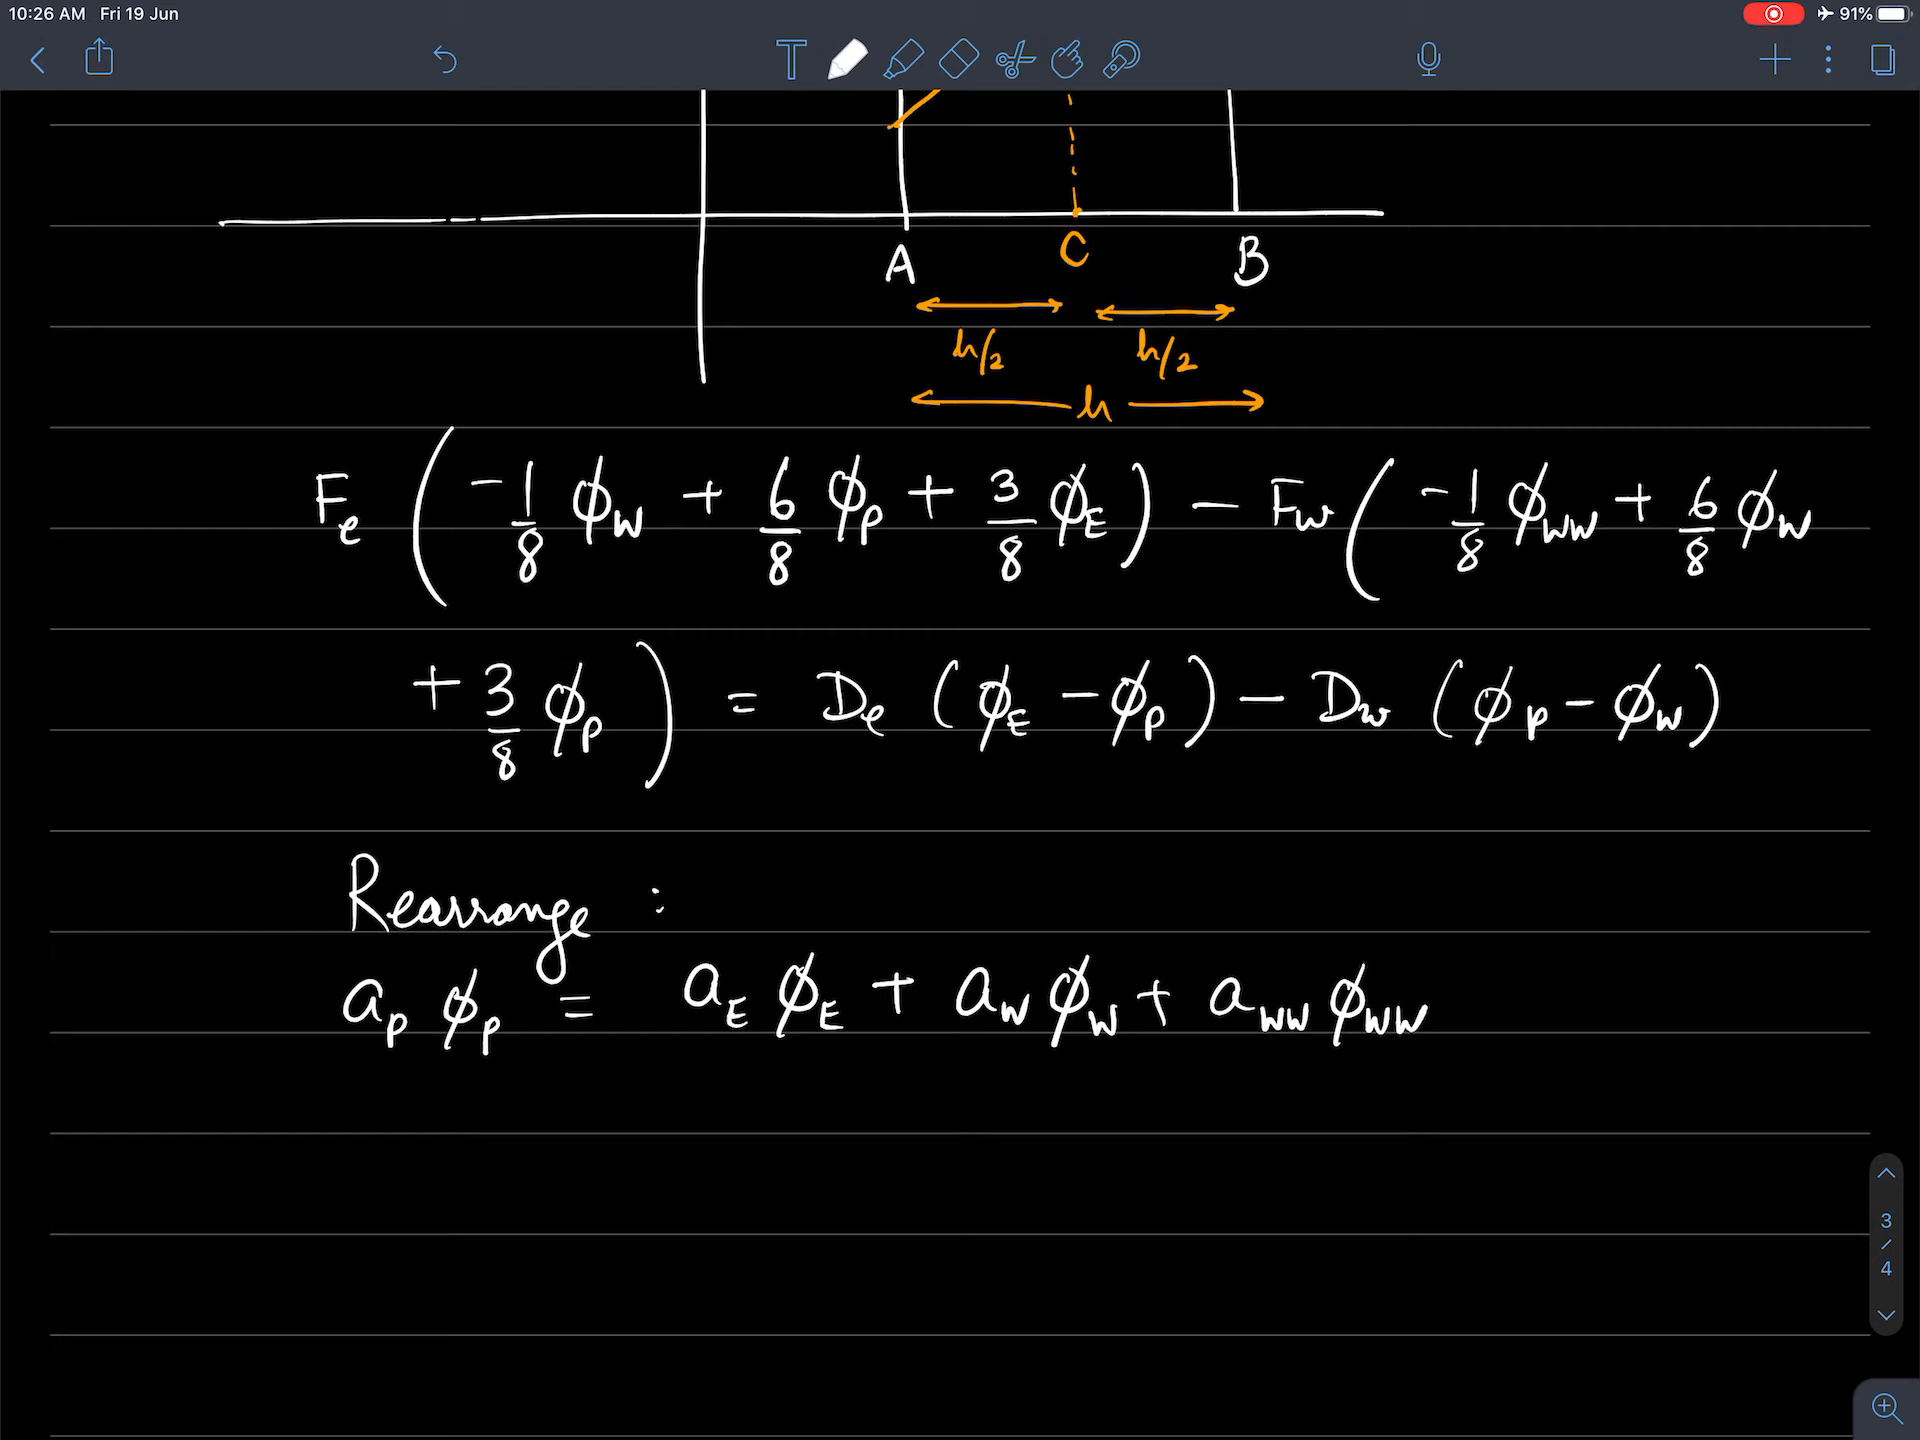 10:26 AM Fri 19 Jun 91%
T
A C B
h/2 h/2
h
Fe ( -1/8 ϕW + 6/8 ϕP + 3/8 ϕE ) - Fw ( -1/8 ϕWW + 6/8 ϕW
+ 3/8 ϕP ) = De ( ϕE - ϕP ) - Dw ( ϕP - ϕW )
Rearrange :
aP ϕP = aE ϕE + aW ϕW + aWW ϕWW
3
/
4